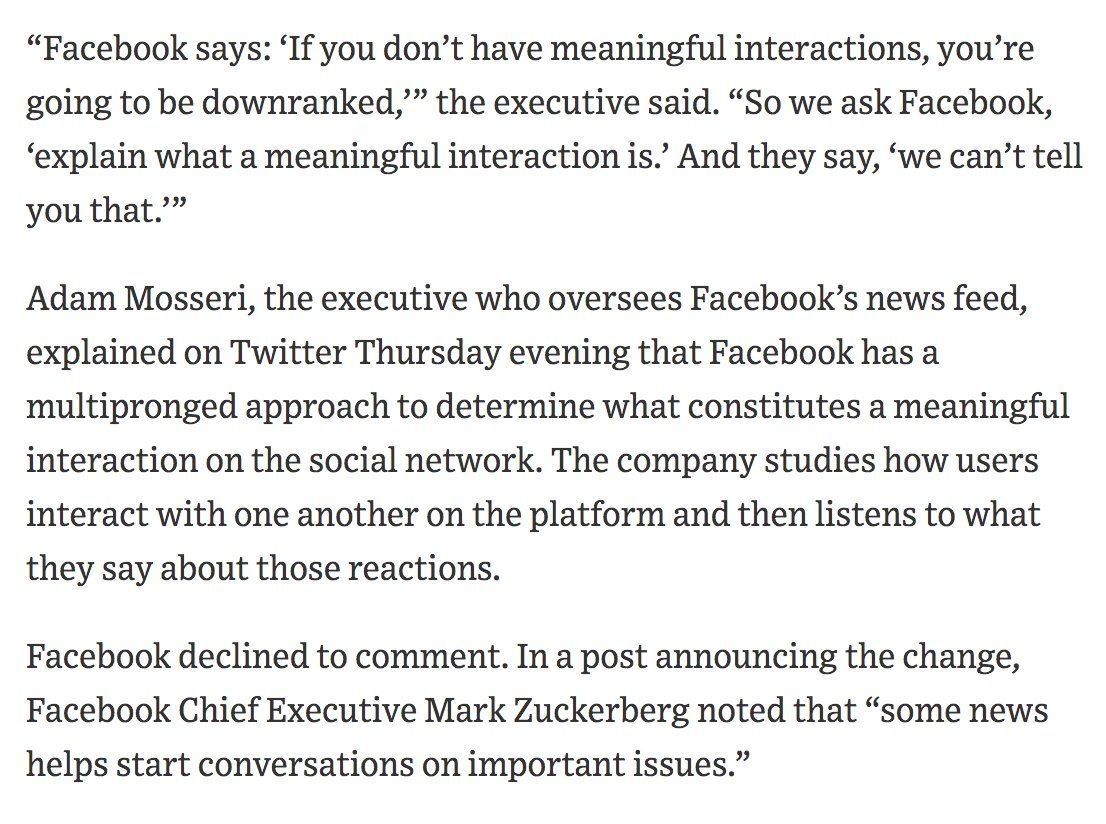 “Facebook says: ‘If you don’t have meaningful interactions, you’re
going to be downranked,’” the executive said. “So we ask Facebook,
‘explain what a meaningful interaction is.’ And they say, ‘we can’t tell
you that.’”
Adam Mosseri, the executive who oversees Facebook’s news feed,
explained on Twitter Thursday evening that Facebook has a
multipronged approach to determine what constitutes a meaningful
interaction on the social network. The company studies how users
interact with one another on the platform and then listens to what
they say about those reactions.
Facebook declined to comment. In a post announcing the change,
Facebook Chief Executive Mark Zuckerberg noted that “some news
helps start conversations on important issues.”